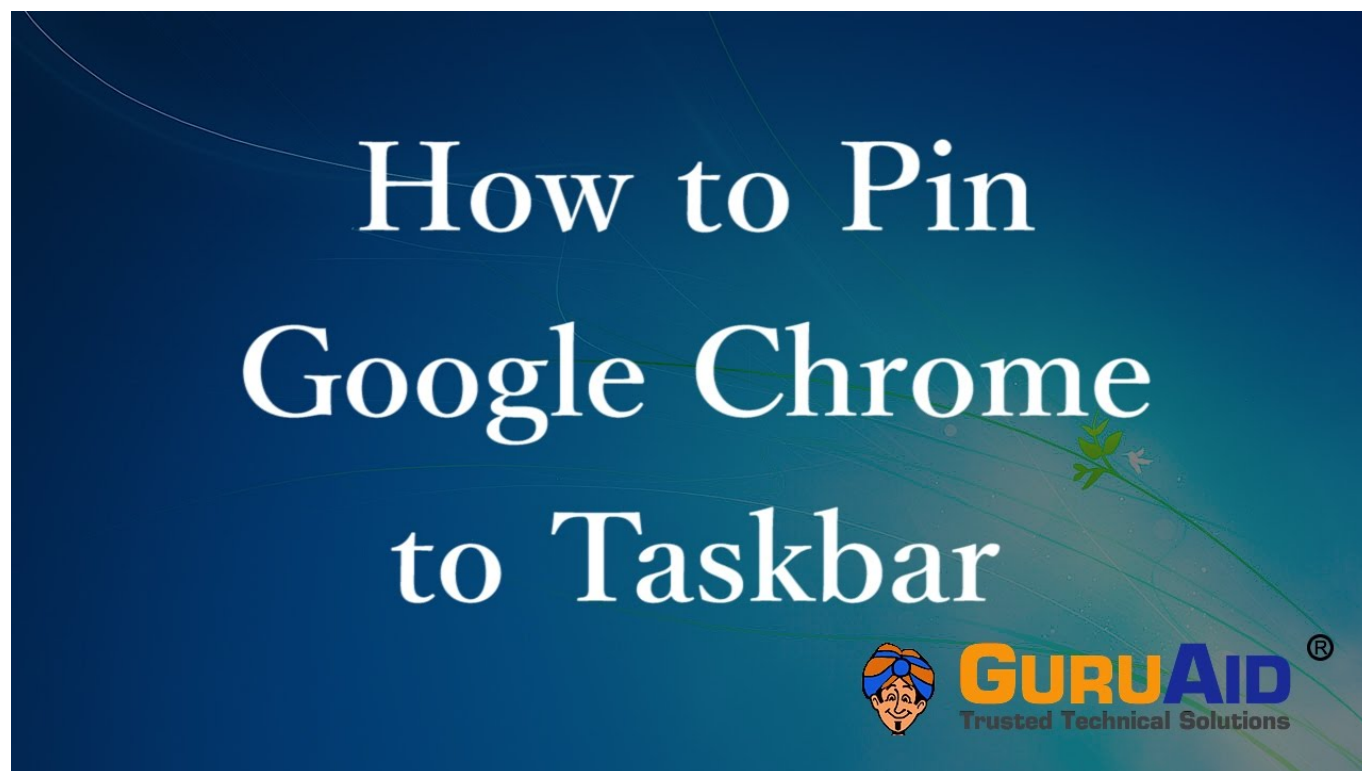 How to Pin
Google Chrome
to Taskbar
GURUAID ®
Trusted Technical Solutions